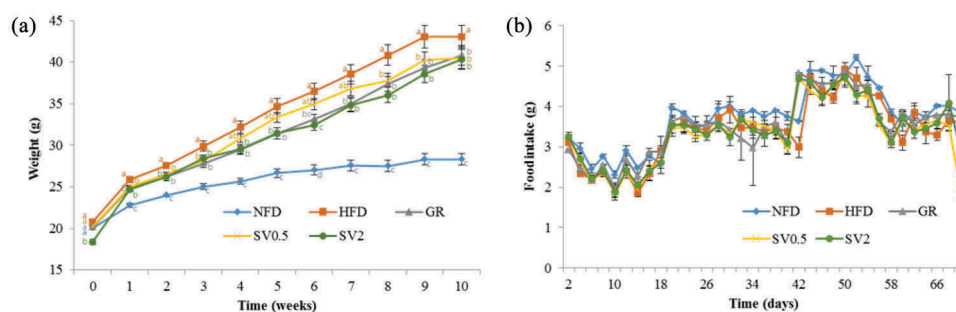 (a)
45
40
35
30
25
20
15
Weight (g)
NFD HFD GR
SV0.5 SV2
0 1 2 3 4 5 6 7 8 9 10
Time (weeks)
(b)
6
5
4
3
2
1
0
Foodintake (g)
NFD HFD GR
SV0.5 SV2
2 10 18 26 34 42 50 58 66
Time (days)